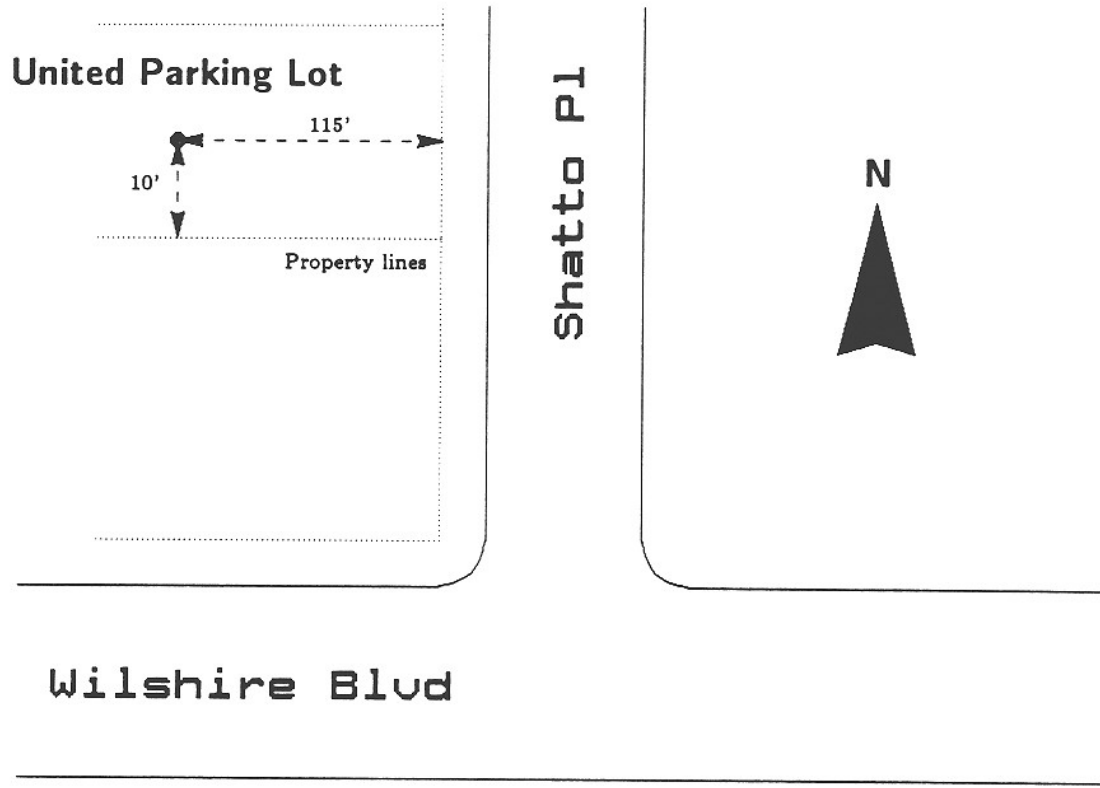 United Parking Lot
115'
10'
Property lines
Shatto Pl
N
Wilshire Blvd